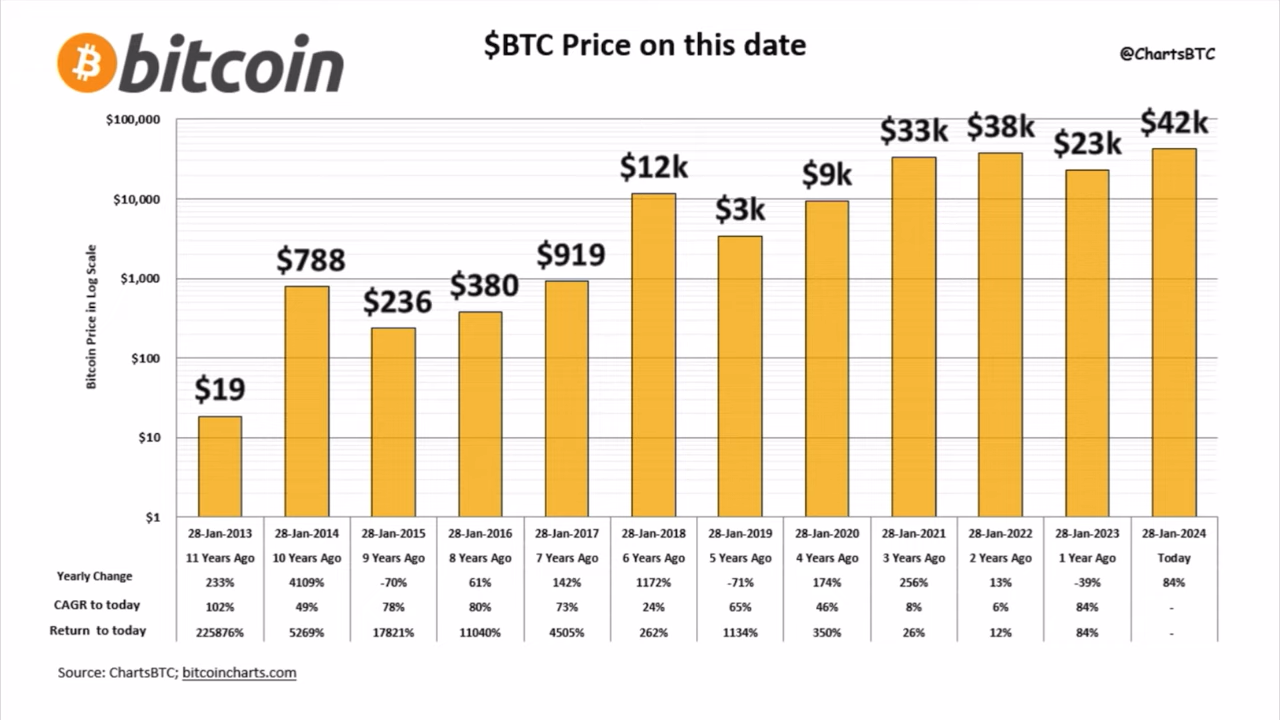 bitcoin
$BTC Price on this date
@ChartsBTC
$100,000
$10,000
$1,000
$100
$10
$1
Bitcoin Price in Log Scale
$19
$788
$236
$380
$919
$12k
$3k
$9k
$33k
$38k
$23k
$42k
28-Jan-2013 28-Jan-2014 28-Jan-2015 28-Jan-2016 28-Jan-2017 28-Jan-2018 28-Jan-2019 28-Jan-2020 28-Jan-2021 28-Jan-2022 28-Jan-2023 28-Jan-2024
11 Years Ago 10 Years Ago 9 Years Ago 8 Years Ago 7 Years Ago 6 Years Ago 5 Years Ago 4 Years Ago 3 Years Ago 2 Years Ago 1 Year Ago Today
Yearly Change 233% 4109% -70% 61% 142% 1172% -71% 174% 256% 13% -39% 84%
CAGR to today 102% 49% 78% 80% 73% 24% 65% 46% 8% 6% 84% -
Return to today 225876% 5269% 17821% 11040% 4505% 262% 1134% 350% 26% 12% 84% -
Source: ChartsBTC; bitcoincharts.com